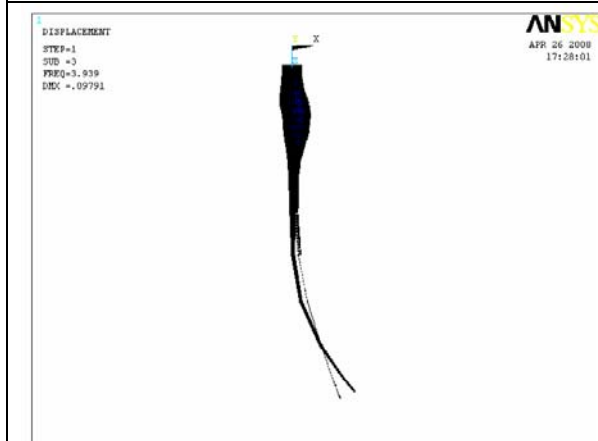 1
DISPLACEMENT
STEP=1
SUB =3
FREQ=3.939
DMX =.09791
ANSYS
APR 26 2008
17:28:01
X